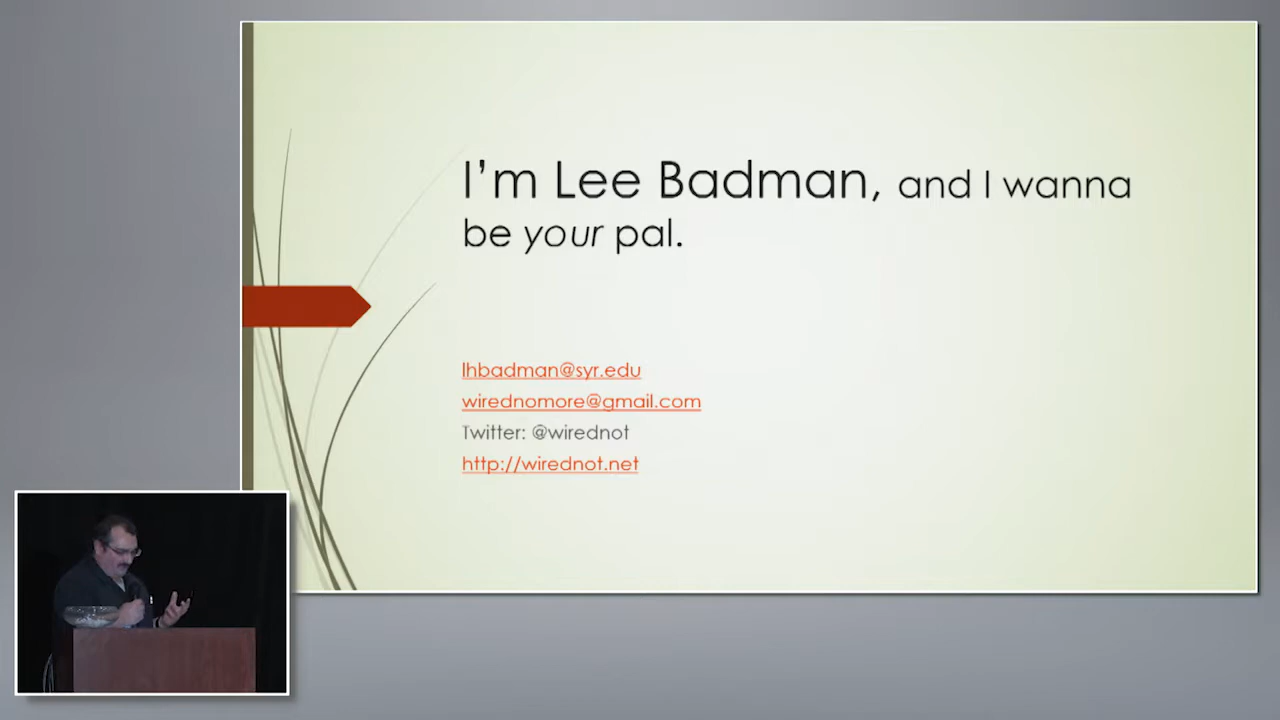 I'm Lee Badman, and I wanna
be your pal.
lhbadman@syr.edu
wirednomore@gmail.com
Twitter: @wirednot
http://wirednot.net